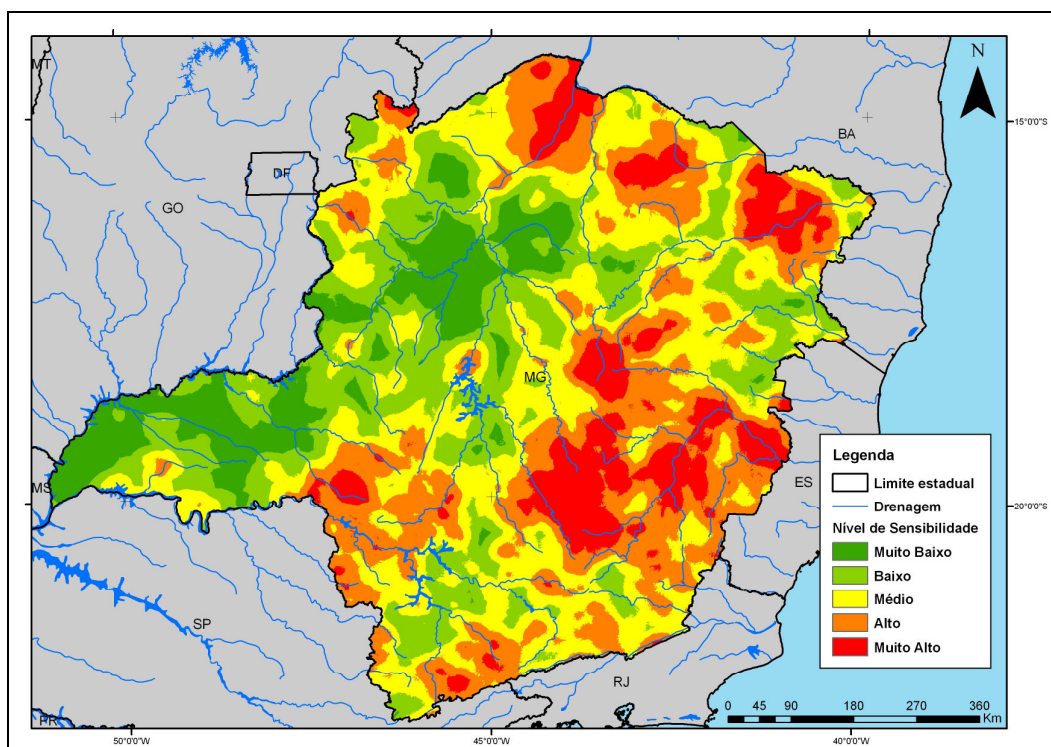 N
MT
15°0'0"S
BA
DF
GO
MG
Legenda
Limite estadual
Drenagem
Nível de Sensibilidade
Muito Baixo
Baixo
Médio
Alto
Muito Alto
MS
ES
20°0'0"S
SP
RJ
PR
0 45 90 180 270 360
Km
50°0'0"W 45°0'0"W 40°0'0"W